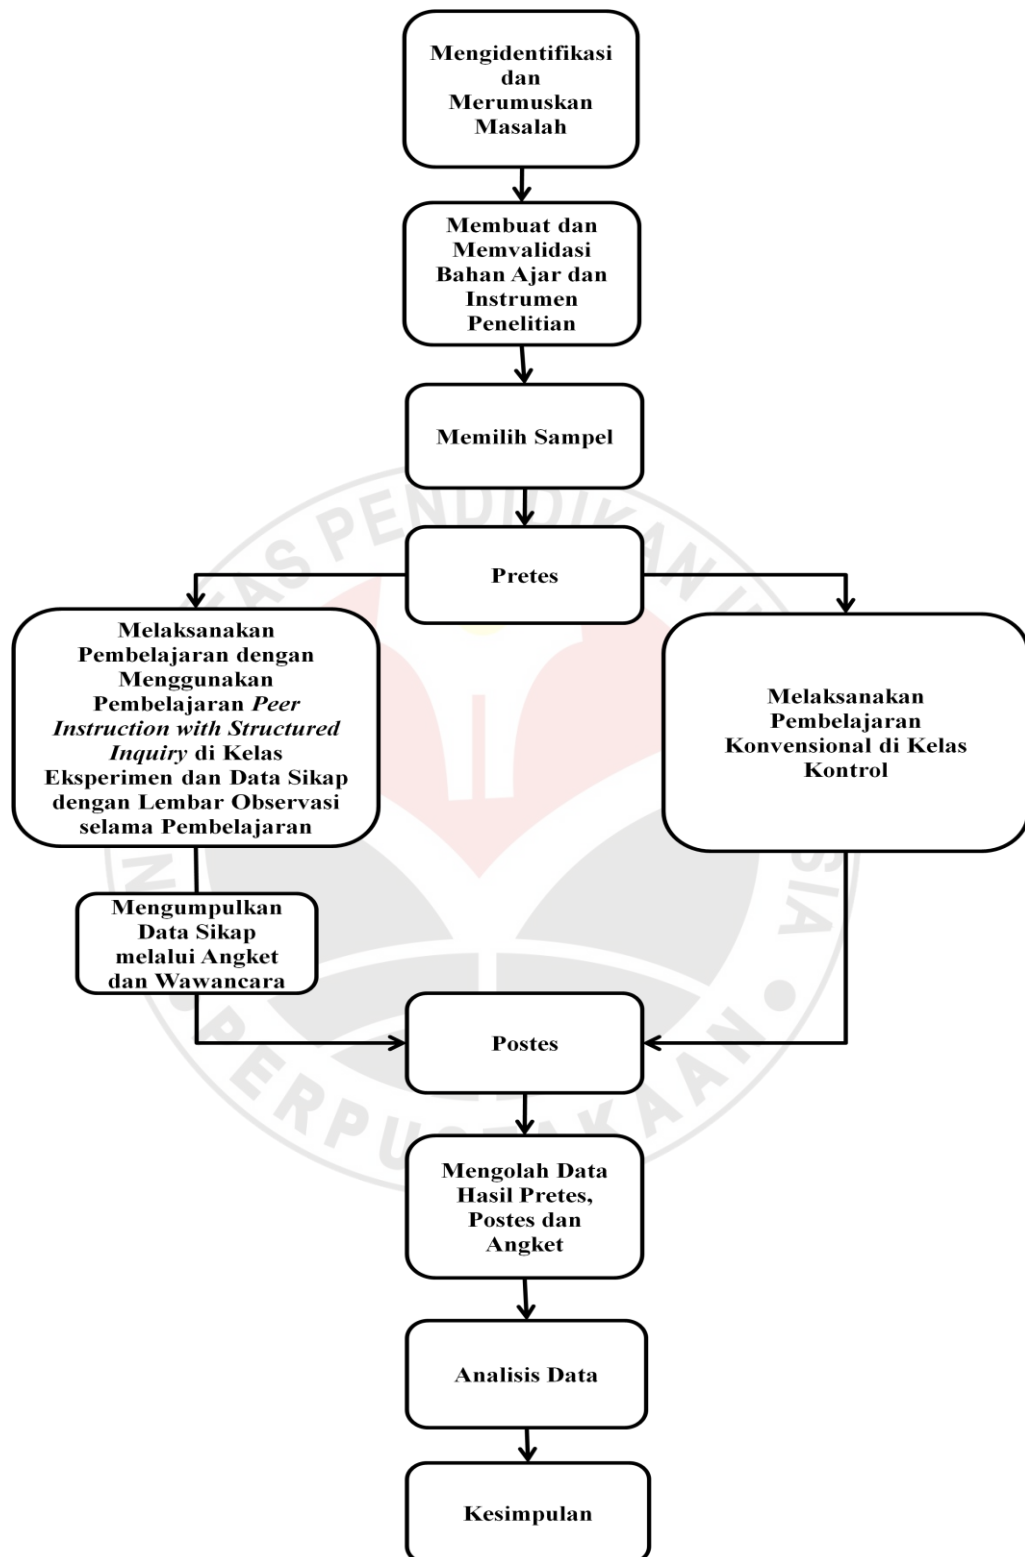 Mengidentifikasi
dan
Merumuskan
Masalah
Membuat dan
Memvalidasi
Bahan Ajar dan
Instrumen
Penelitian
Memilih Sampel
Pretes
Melaksanakan
Pembelajaran dengan
Menggunakan
Pembelajaran Peer
Instruction with Structured
Inquiry di Kelas
Eksperimen dan Data Sikap
dengan Lembar Observasi
selama Pembelajaran
Melaksanakan
Pembelajaran
Konvensional di Kelas
Kontrol
Mengumpulkan
Data Sikap
melalui Angket
dan Wawancara
Postes
Mengolah Data
Hasil Pretes,
Postes dan
Angket
Analisis Data
Kesimpulan
PENDIDIKAN
PERPUSTAKAAN